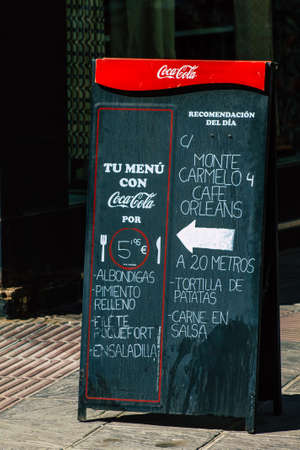 Coca-Cola
TU MENÚ
CON
Coca-Cola
POR
5,95€
-ALBONDIGAS
-PIMIENTO
RELLENO
-FILETE
ROQUEFORT
-ENSALADILLA
RECOMENDACIÓN
DEL DÍA
C/
MONTE
CARMELO 4
CAFE
ORLEANS
A 20 METROS
-TORTILLA DE
PATATAS
-CARNE EN
SALSA